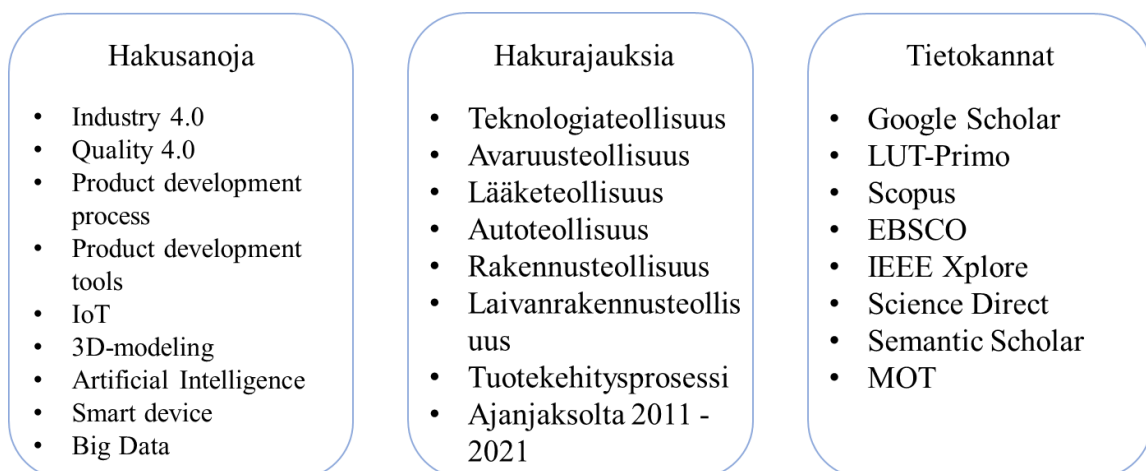 Hakusanoja
• Industry 4.0
• Quality 4.0
• Product development
process
• Product development
tools
• IoT
• 3D-modeling
• Artificial Intelligence
• Smart device
• Big Data
Hakurajauksia
• Teknologiateollisuus
• Avaruusteollisuus
• Lääketeollisuus
• Autoteollisuus
• Rakennusteollisuus
• Laivanrakennusteollis
uus
• Tuotekehitysprosessi
• Ajanjaksolta 2011 -
2021
Tietokannat
• Google Scholar
• LUT-Primo
• Scopus
• EBSCO
• IEEE Xplore
• Science Direct
• Semantic Scholar
• MOT